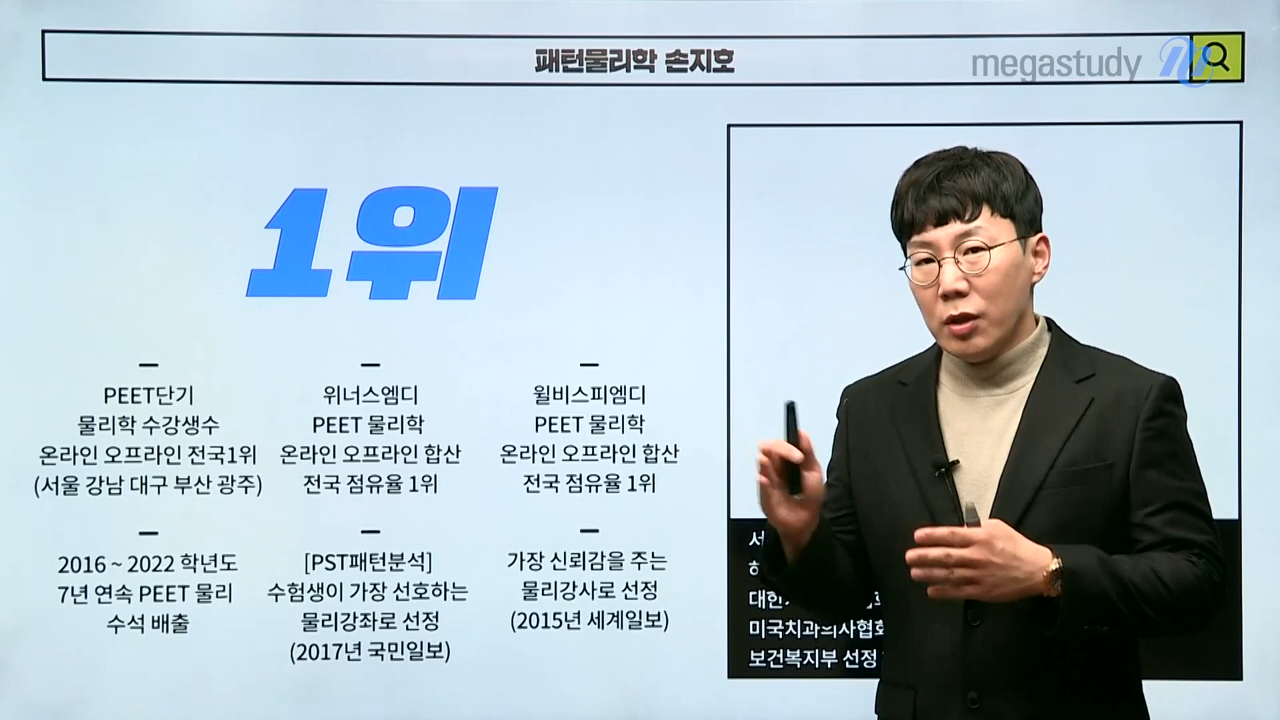 패턴물리학 손지호
megastudy
1위
PEET단기
물리학 수강생수
온라인 오프라인 전국1위
(서울 강남 대구 부산 광주)
위너스엠디
PEET 물리학
온라인 오프라인 합산
전국 점유율 1위
윌비스피엠디
PEET 물리학
온라인 오프라인 합산
전국 점유율 1위
2016 ~ 2022 학년도
7년 연속 PEET 물리
수석 배출
[PST패턴분석]
수험생이 가장 선호하는
물리강좌로 선정
(2017년 국민일보)
가장 신뢰감을 주는
물리강사로 선정
(2015년 세계일보)
미국치과의사협회
보건복지부 선정